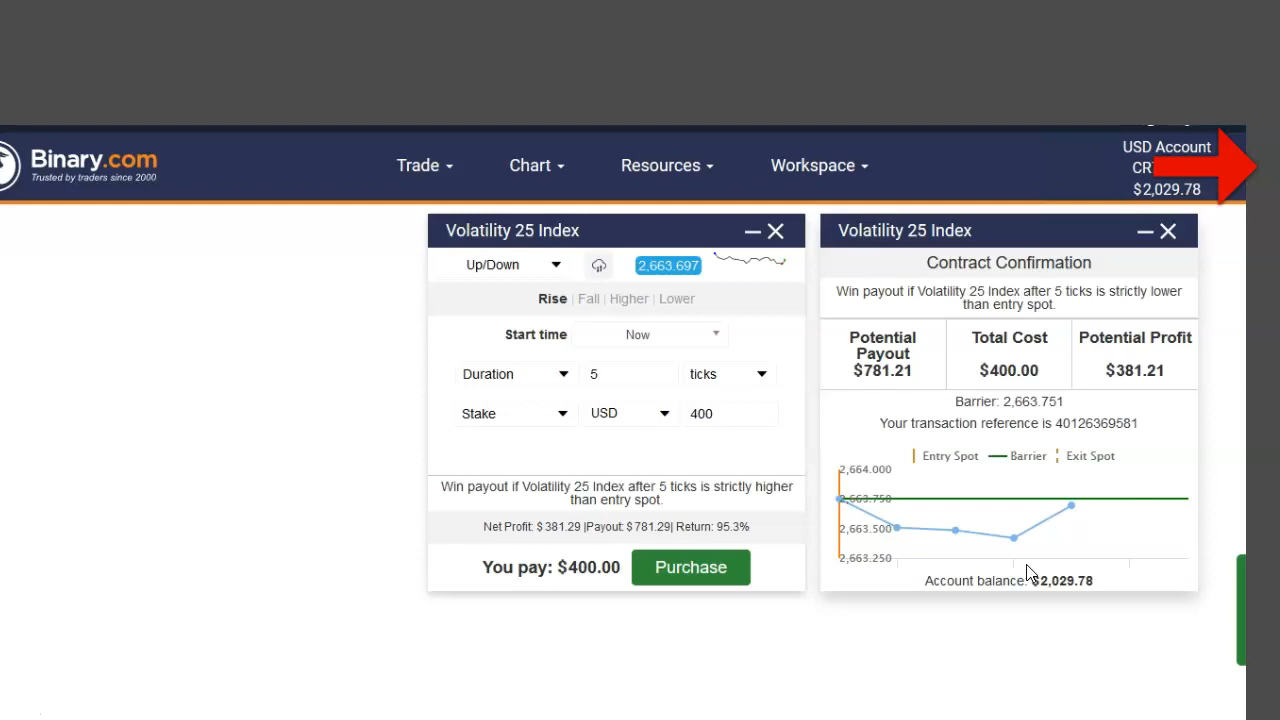 Binary.com
Trusted by traders since 2000
Trade
Chart
Resources
Workspace
USD Account
CR
$2,029.78
Volatility 25 Index
Up/Down
2,663.697
Rise | Fall | Higher | Lower
Start time
Now
Duration
5
ticks
Stake
USD
400
Win payout if Volatility 25 Index after 5 ticks is strictly higher
than entry spot.
Net Profit: $ 381.29 |Payout: $ 781.29| Return: 95.3%
You pay: $400.00
Purchase
Volatility 25 Index
Contract Confirmation
Win payout if Volatility 25 Index after 5 ticks is strictly lower
than entry spot.
Potential
Payout
$781.21
Total Cost
$400.00
Potential Profit
$381.21
Barrier: 2,663.751
Your transaction reference is 40126369581
Entry Spot
Barrier
Exit Spot
2,664.000
2,663.750
2,663.500
2,663.250
Account balance: $2,029.78